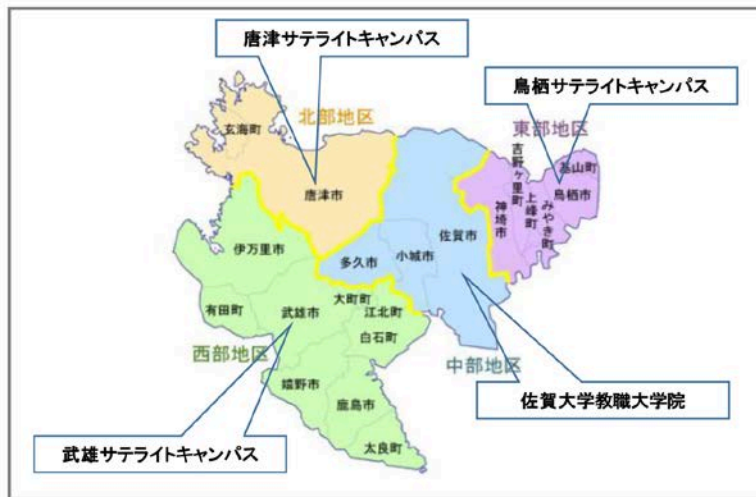 唐津サテライトキャンパス
鳥栖サテライトキャンパス
北部地区
東部地区
玄海町
吉野ヶ里町
基山町
鳥栖市
上峰町
みやき町
神埼市
唐津市
伊万里市
佐賀市
小城市
多久市
大町町
有田町
武雄市
江北町
白石町
西部地区
中部地区
嬉野市
鹿島市
佐賀大学教職大学院
武雄サテライトキャンパス
太良町